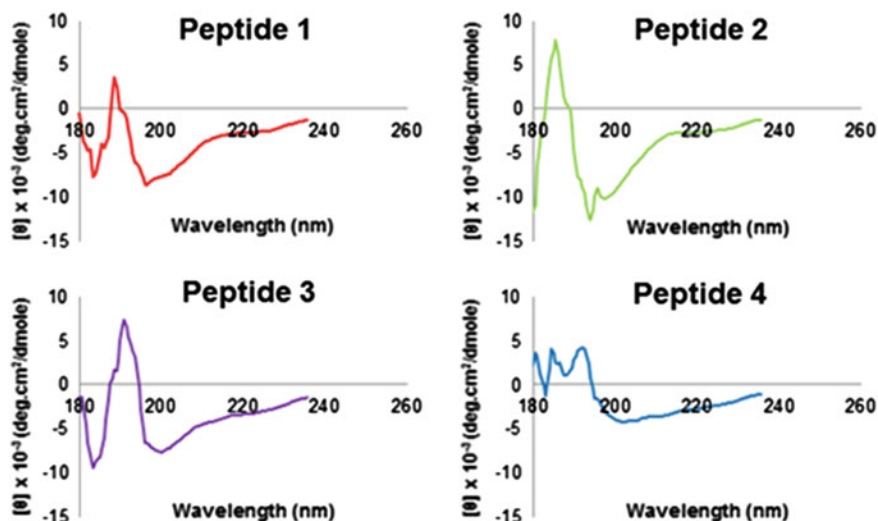 Peptide 1
[θ] x 10⁻³ (deg.cm²/dmole)
10
5
0
-5
-10
-15
180 200 220 240 260
Wavelength (nm)
Peptide 2
[θ] x 10⁻³ (deg.cm²/dmole)
10
5
0
-5
-10
-15
180 200 220 240 260
Wavelength (nm)
Peptide 3
[θ] x 10⁻³ (deg.cm²/dmole)
10
5
0
-5
-10
-15
180 200 220 240 260
Wavelength (nm)
Peptide 4
[θ] x 10⁻³ (deg.cm²/dmole)
10
5
0
-5
-10
-15
180 200 220 240 260
Wavelength (nm)